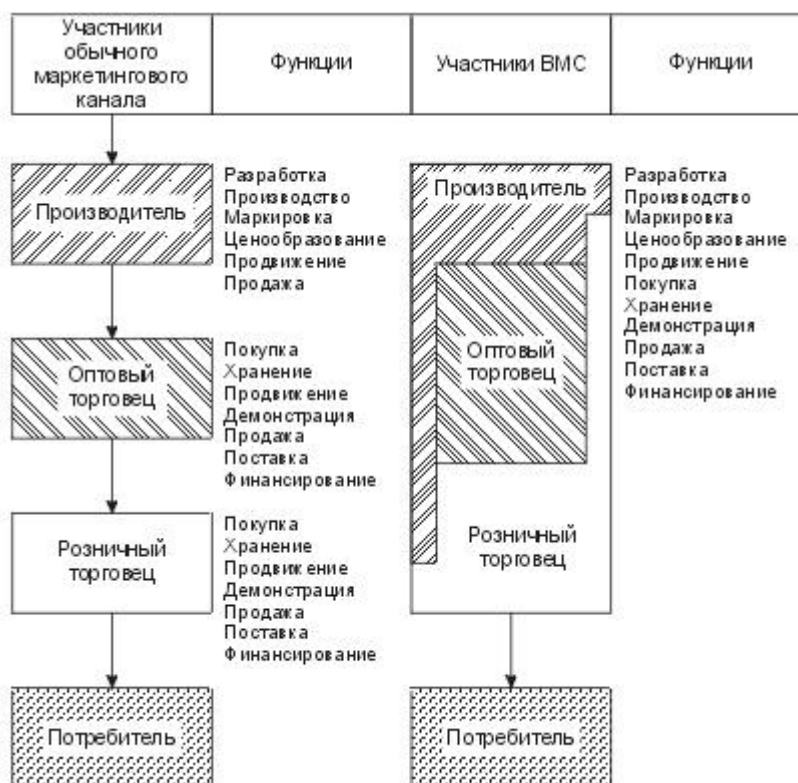 Участники
обычного
маркетингового
канала
Функции
Участники ВМС
Функции
Производитель
Разработка
Производство
Маркировка
Ценообразование
Продвижение
Продажа
Оптовый
торговец
Покупка
Хранение
Продвижение
Демонстрация
Продажа
Поставка
Финансирование
Розничный
торговец
Покупка
Хранение
Продвижение
Демонстрация
Продажа
Поставка
Финансирование
Потребитель
Производитель
Оптовый
торговец
Розничный
торговец
Разработка
Производство
Маркировка
Ценообразование
Продвижение
Покупка
Хранение
Демонстрация
Продажа
Поставка
Финансирование
Потребитель